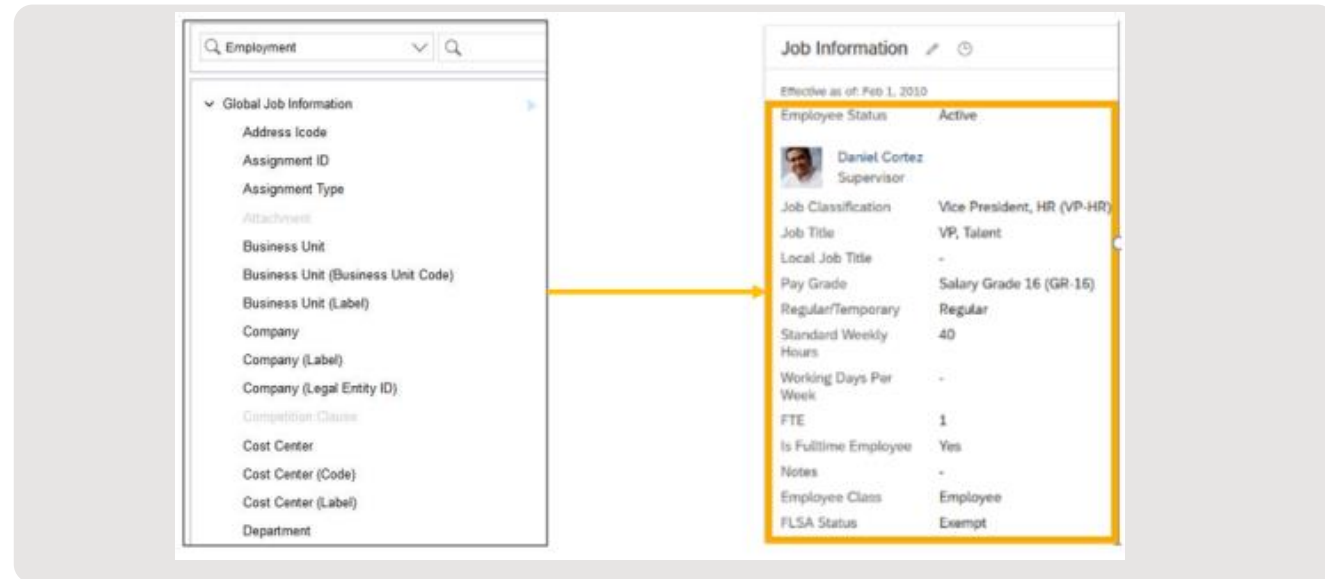 Employment
Global Job Information
Address Icode
Assignment ID
Assignment Type
Attachment
Business Unit
Business Unit (Business Unit Code)
Business Unit (Label)
Company
Company (Label)
Company (Legal Entity ID)
Competition Clause
Cost Center
Cost Center (Code)
Cost Center (Label)
Department
Job Information
Effective as of: Feb 1, 2010
Employee Status Active
Daniel Cortez
Supervisor
Job Classification Vice President, HR (VP-HR)
Job Title VP, Talent
Local Job Title -
Pay Grade Salary Grade 16 (GR-16)
Regular/Temporary Regular
Standard Weekly 40
Hours
Working Days Per -
Week
FTE 1
Is Fulltime Employee Yes
Notes -
Employee Class Employee
FLSA Status Exempt